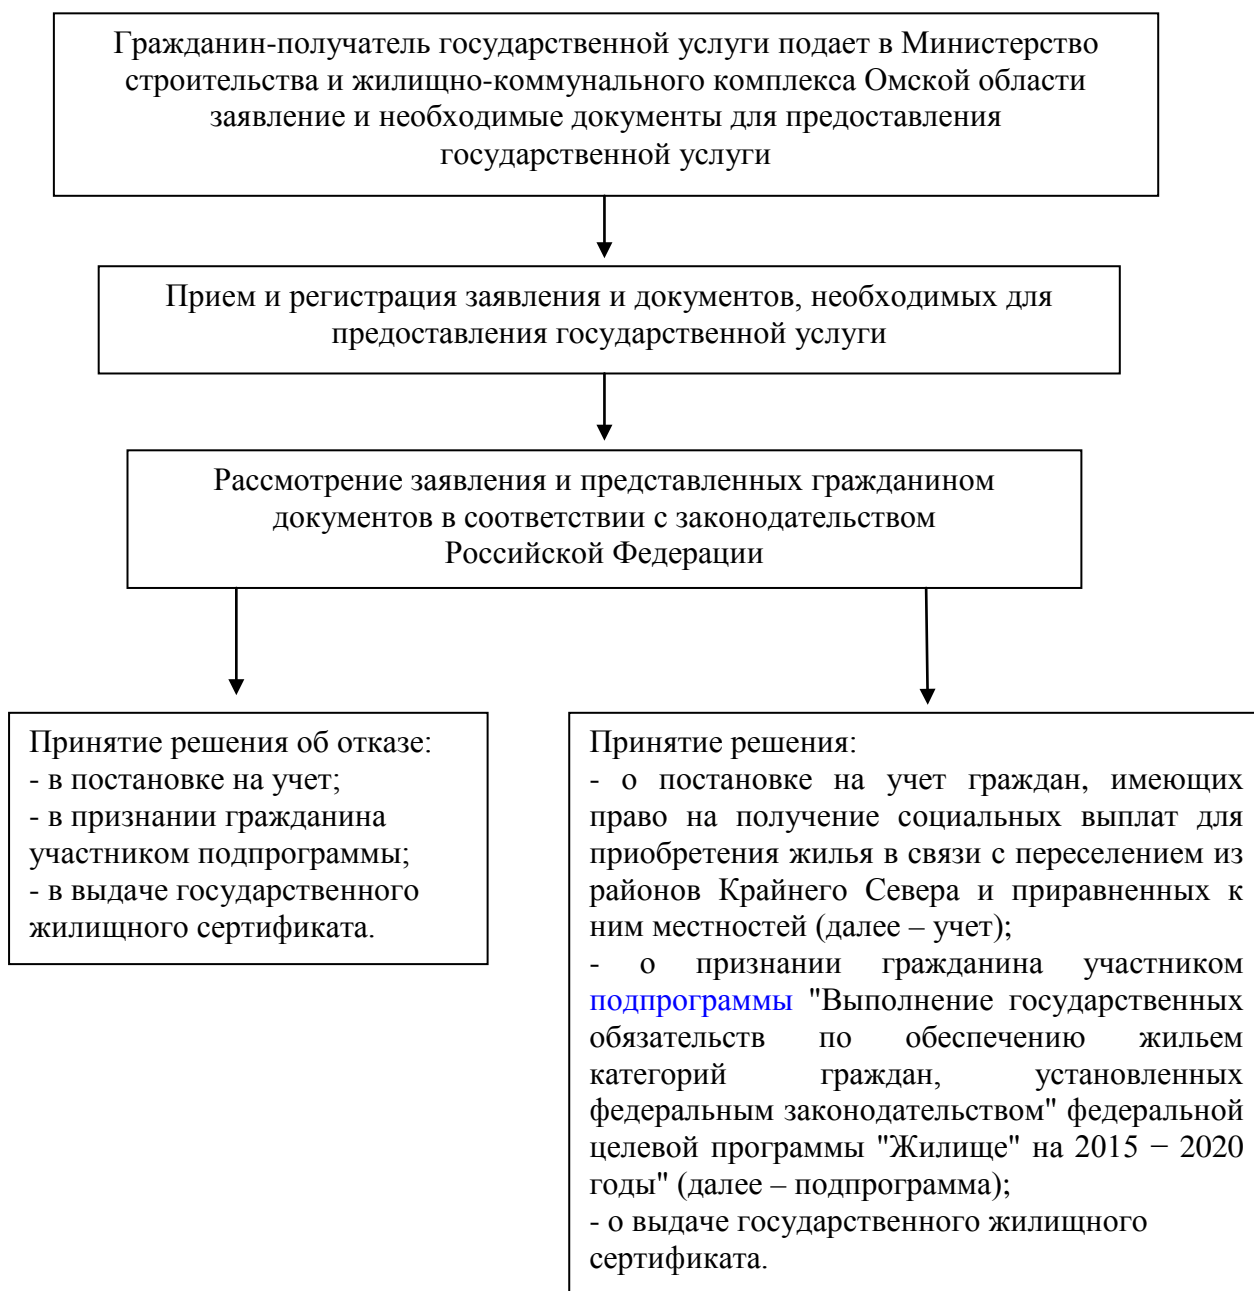 Гражданин-получатель государственной услуги подает в Министерство
строительства и жилищно-коммунального комплекса Омской области
заявление и необходимые документы для предоставления
государственной услуги
Прием и регистрация заявления и документов, необходимых для
предоставления государственной услуги
Рассмотрение заявления и представленных гражданином
документов в соответствии с законодательством
Российской Федерации
Принятие решения об отказе:
- в постановке на учет;
- в признании гражданина
участником подпрограммы;
- в выдаче государственного
жилищного сертификата.
Принятие решения:
- о постановке на учет граждан, имеющих
право на получение социальных выплат для
приобретения жилья в связи с переселением из
районов Крайнего Севера и приравненных к
ним местностей (далее – учет);
- о признании гражданина участником
подпрограммы "Выполнение государственных
обязательств по обеспечению жильем
категорий граждан, установленных
федеральным законодательством" федеральной
целевой программы "Жилище" на 2015 − 2020
годы" (далее – подпрограмма);
- о выдаче государственного жилищного
сертификата.